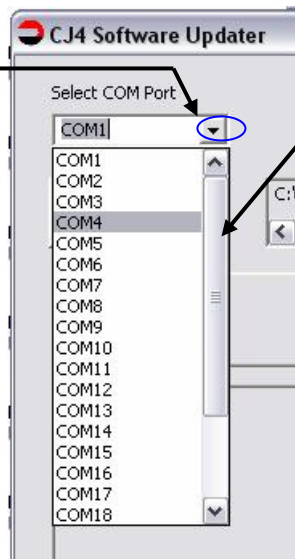 CJ4 Software Updater
Select COM Port
COM1
COM1
COM2
COM3
COM4
COM5
COM6
COM7
COM8
COM9
COM10
COM11
COM12
COM13
COM14
COM15
COM16
COM17
COM18
C:\